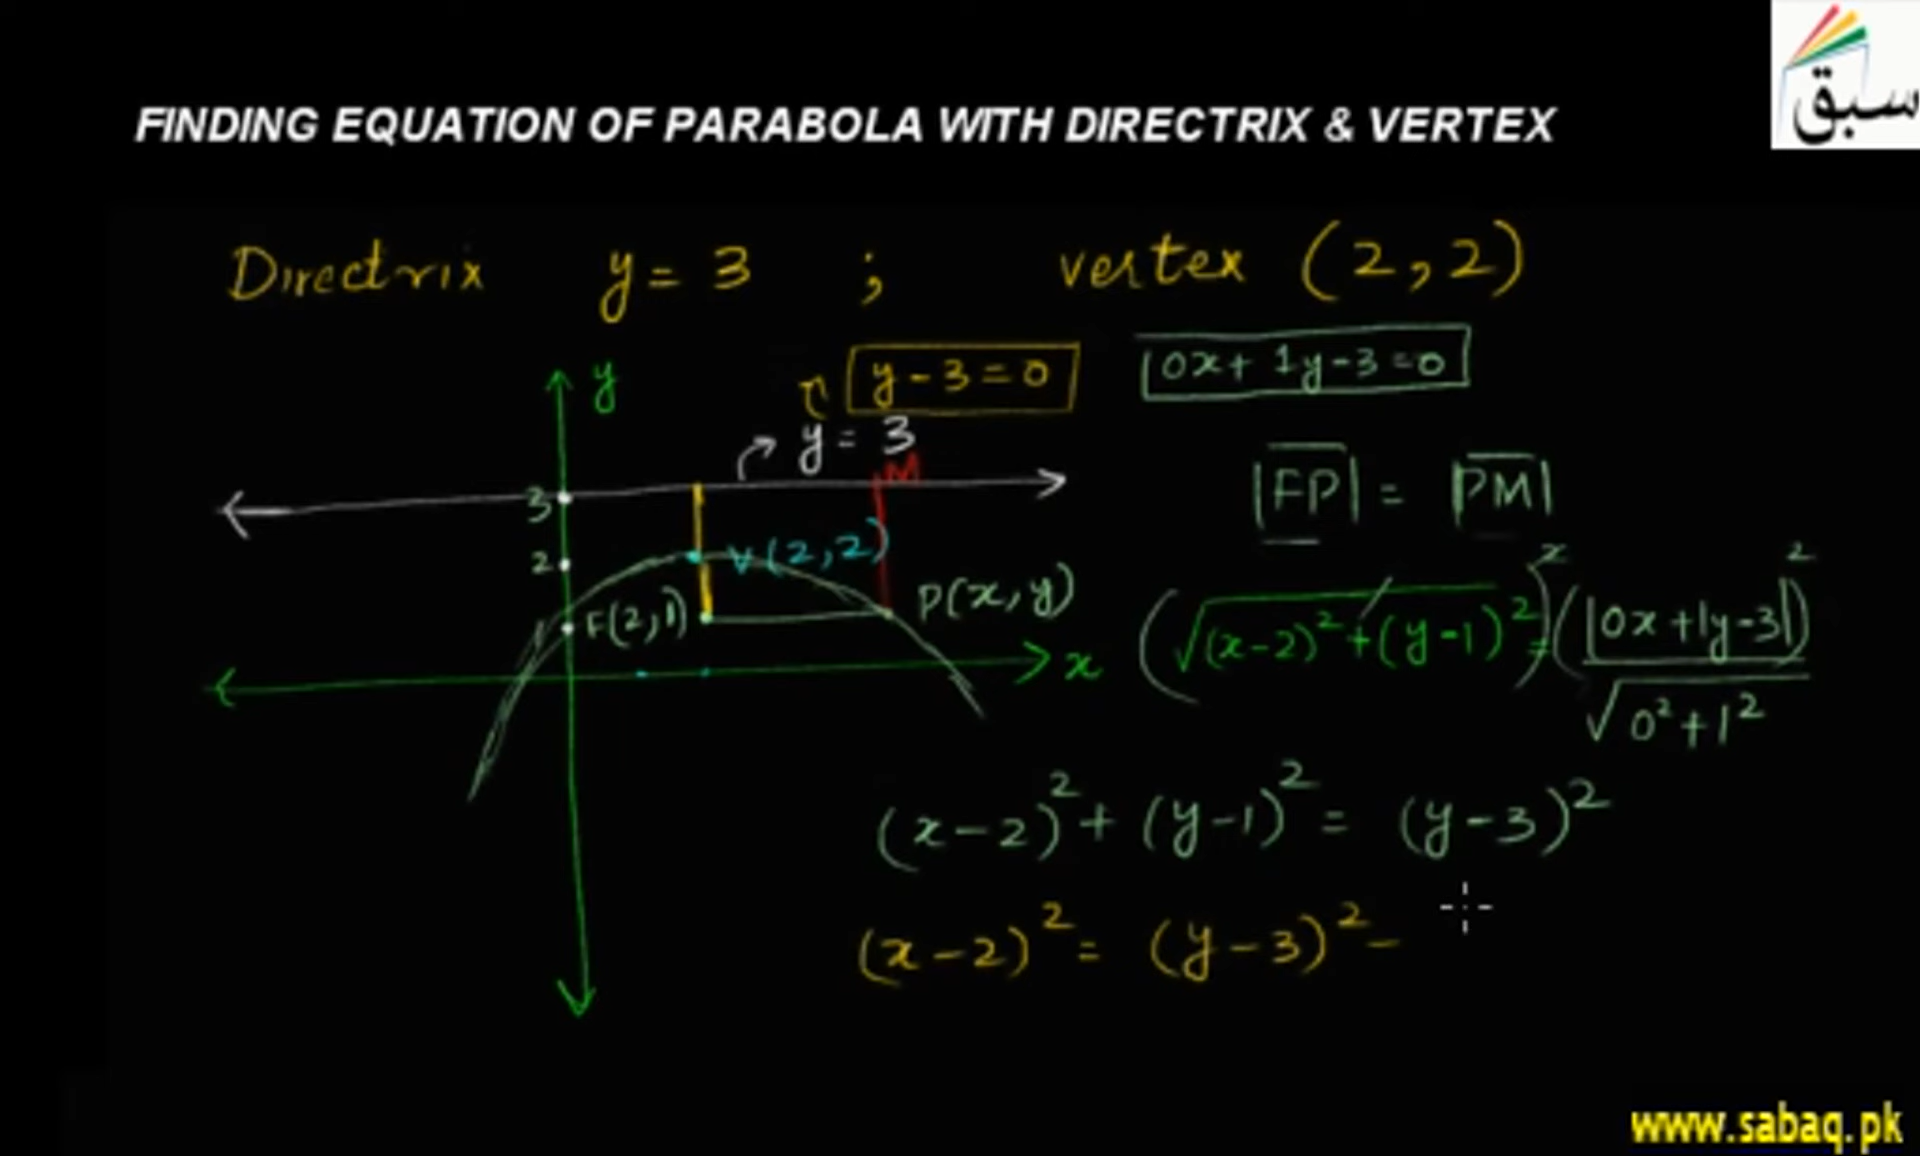 سبق
FINDING EQUATION OF PARABOLA WITH DIRECTRIX & VERTEX
Directrix y = 3 ; vertex (2,2)
y - 3 = 0
0x + 1y - 3 = 0
y
y = 3
M
|FP| = |PM|
3
2
V(2,2)
F(2,1)
P(x,y)
x
(√(x-2)²+(y-1)²)² = (|0x+1y-3|)²
√0²+1²
(x-2)² + (y-1)² = (y-3)²
(x-2)² = (y-3)² -
www.sabaq.pk